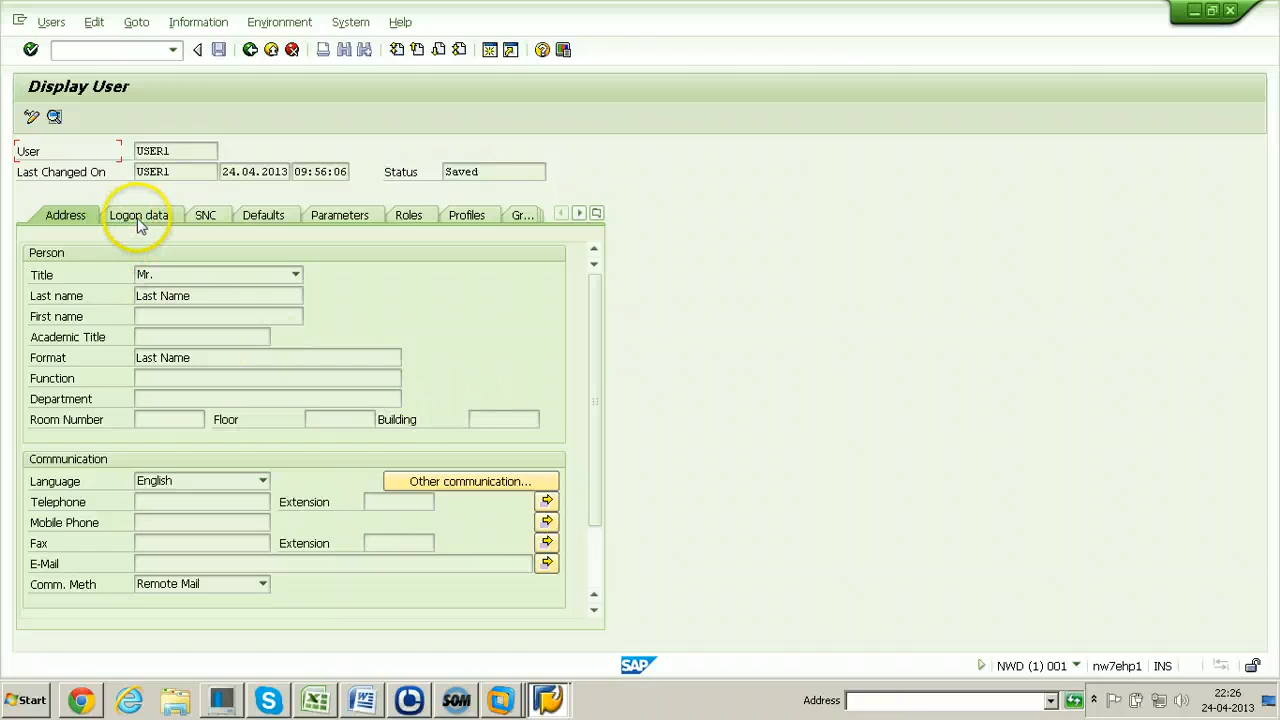 Users Edit Goto Information Environment System Help
Display User
User USER1
Last Changed On USER1 24.04.2013 09:56:06 Status Saved
Address Logon data SNC Defaults Parameters Roles Profiles Gr...
Person
Title Mr.
Last name Last Name
First name
Academic Title
Format Last Name
Function
Department
Room Number Floor Building
Communication
Language English Other communication...
Telephone Extension
Mobile Phone
Fax Extension
E-Mail
Comm. Meth Remote Mail
SAP NWD (1) 001 nw7ehp1 INS
Start SOM Address 22:26
24-04-2013